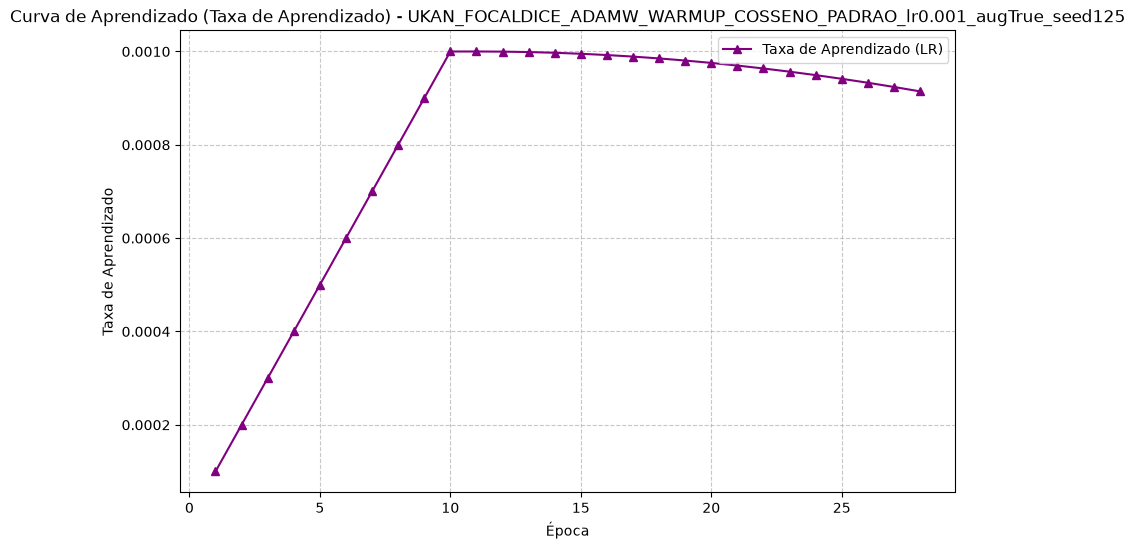 Curva de Aprendizado (Taxa de Aprendizado) - UKAN_FOCALDICE_ADAMW_WARMUP_COSSENO_PADRAO_lr0.001_augTrue_seed125
Taxa de Aprendizado (LR)
0.0010
0.0008
0.0006
0.0004
0.0002
Taxa de Aprendizado
0 5 10 15 20 25
Época